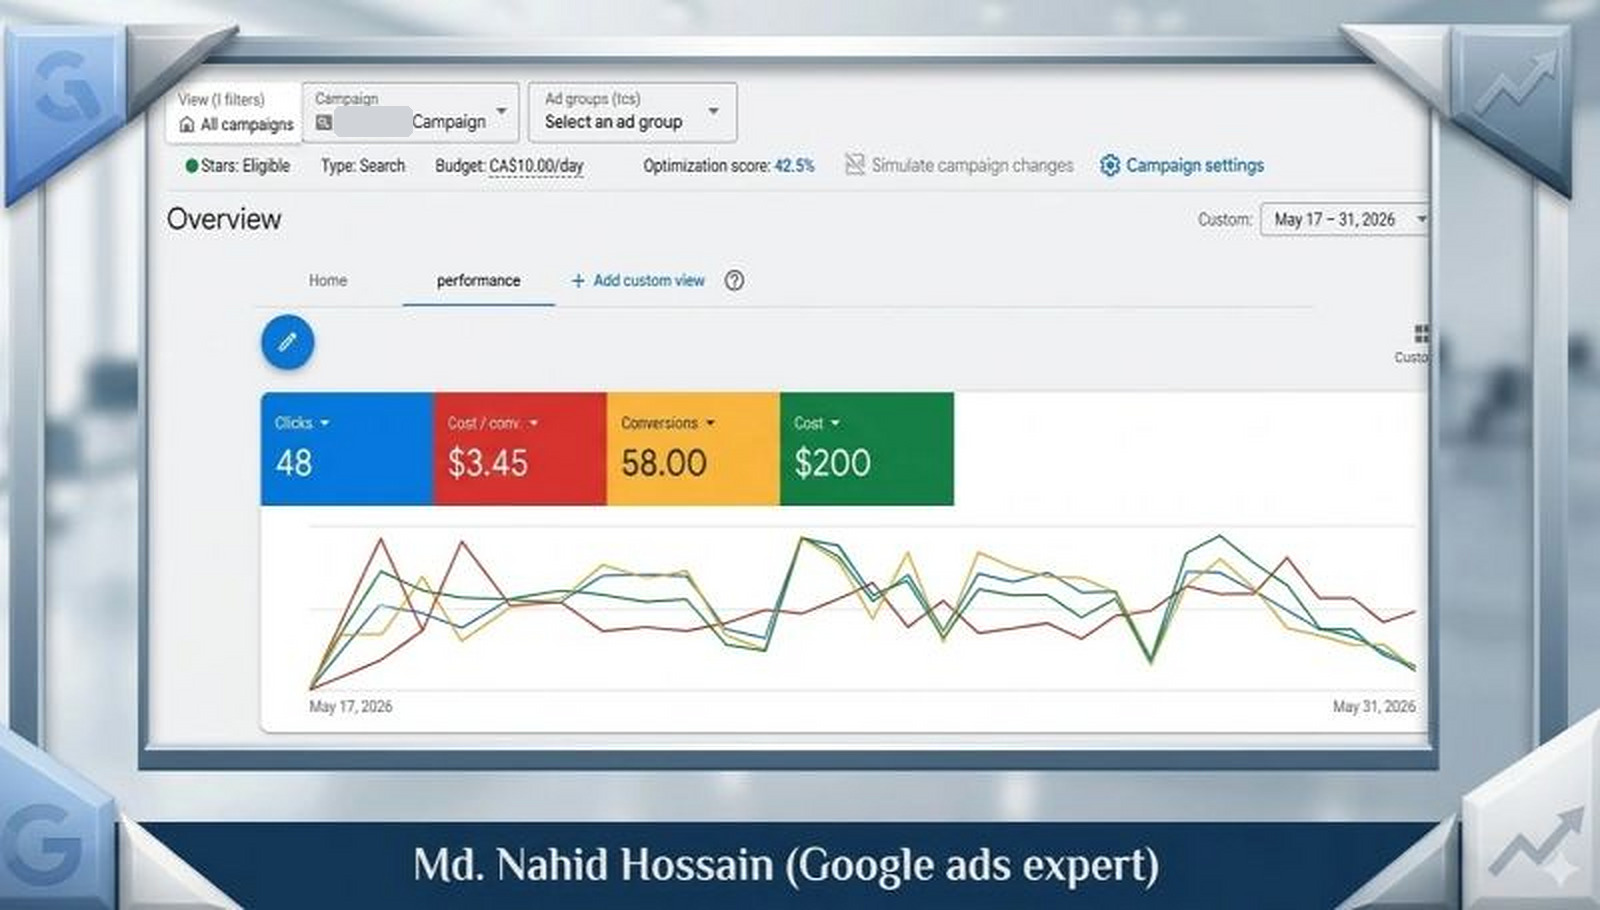 View (1 filters)
All campaigns
Campaign
Campaign
Ad groups (tcs)
Select an ad group
Stars: Eligible
Type: Search
Budget: CA$10.00/day
Optimization score: 42.5%
Simulate campaign changes
Campaign settings
Overview
Custom:
May 17 – 31, 2026
Home
performance
+ Add custom view
Custo
Clicks
48
Cost / conv.
$3.45
Conversions
58.00
Cost
$200
May 17, 2026
May 31, 2026
G
G
Md. Nahid Hossain (Google ads expert)